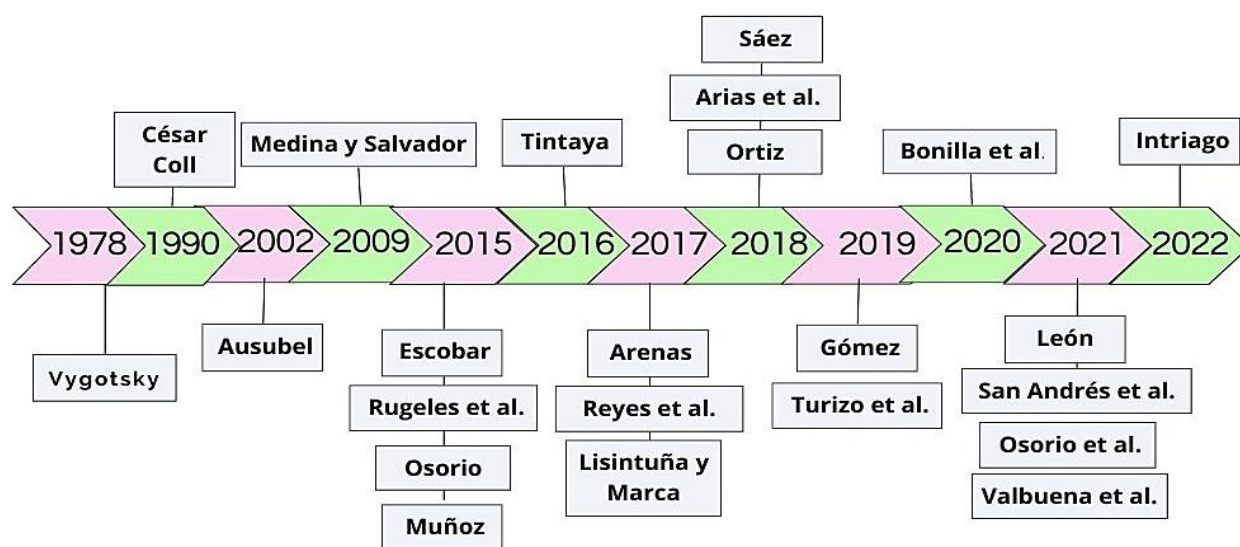 Sáez
Arias et al.
Ortiz
César
Coll
Medina y Salvador
Tintaya
Bonilla et al.
Intriago
1978
1990
2002
2009
2015
2016
2017
2018
2019
2020
2021
2022
Vygotsky
Ausubel
Escobar
Rugeles et al.
Osorio
Muñoz
Arenas
Reyes et al.
Lisintuña y
Marca
Gómez
Turizo et al.
León
San Andrés et al.
Osorio et al.
Valbuena et al.